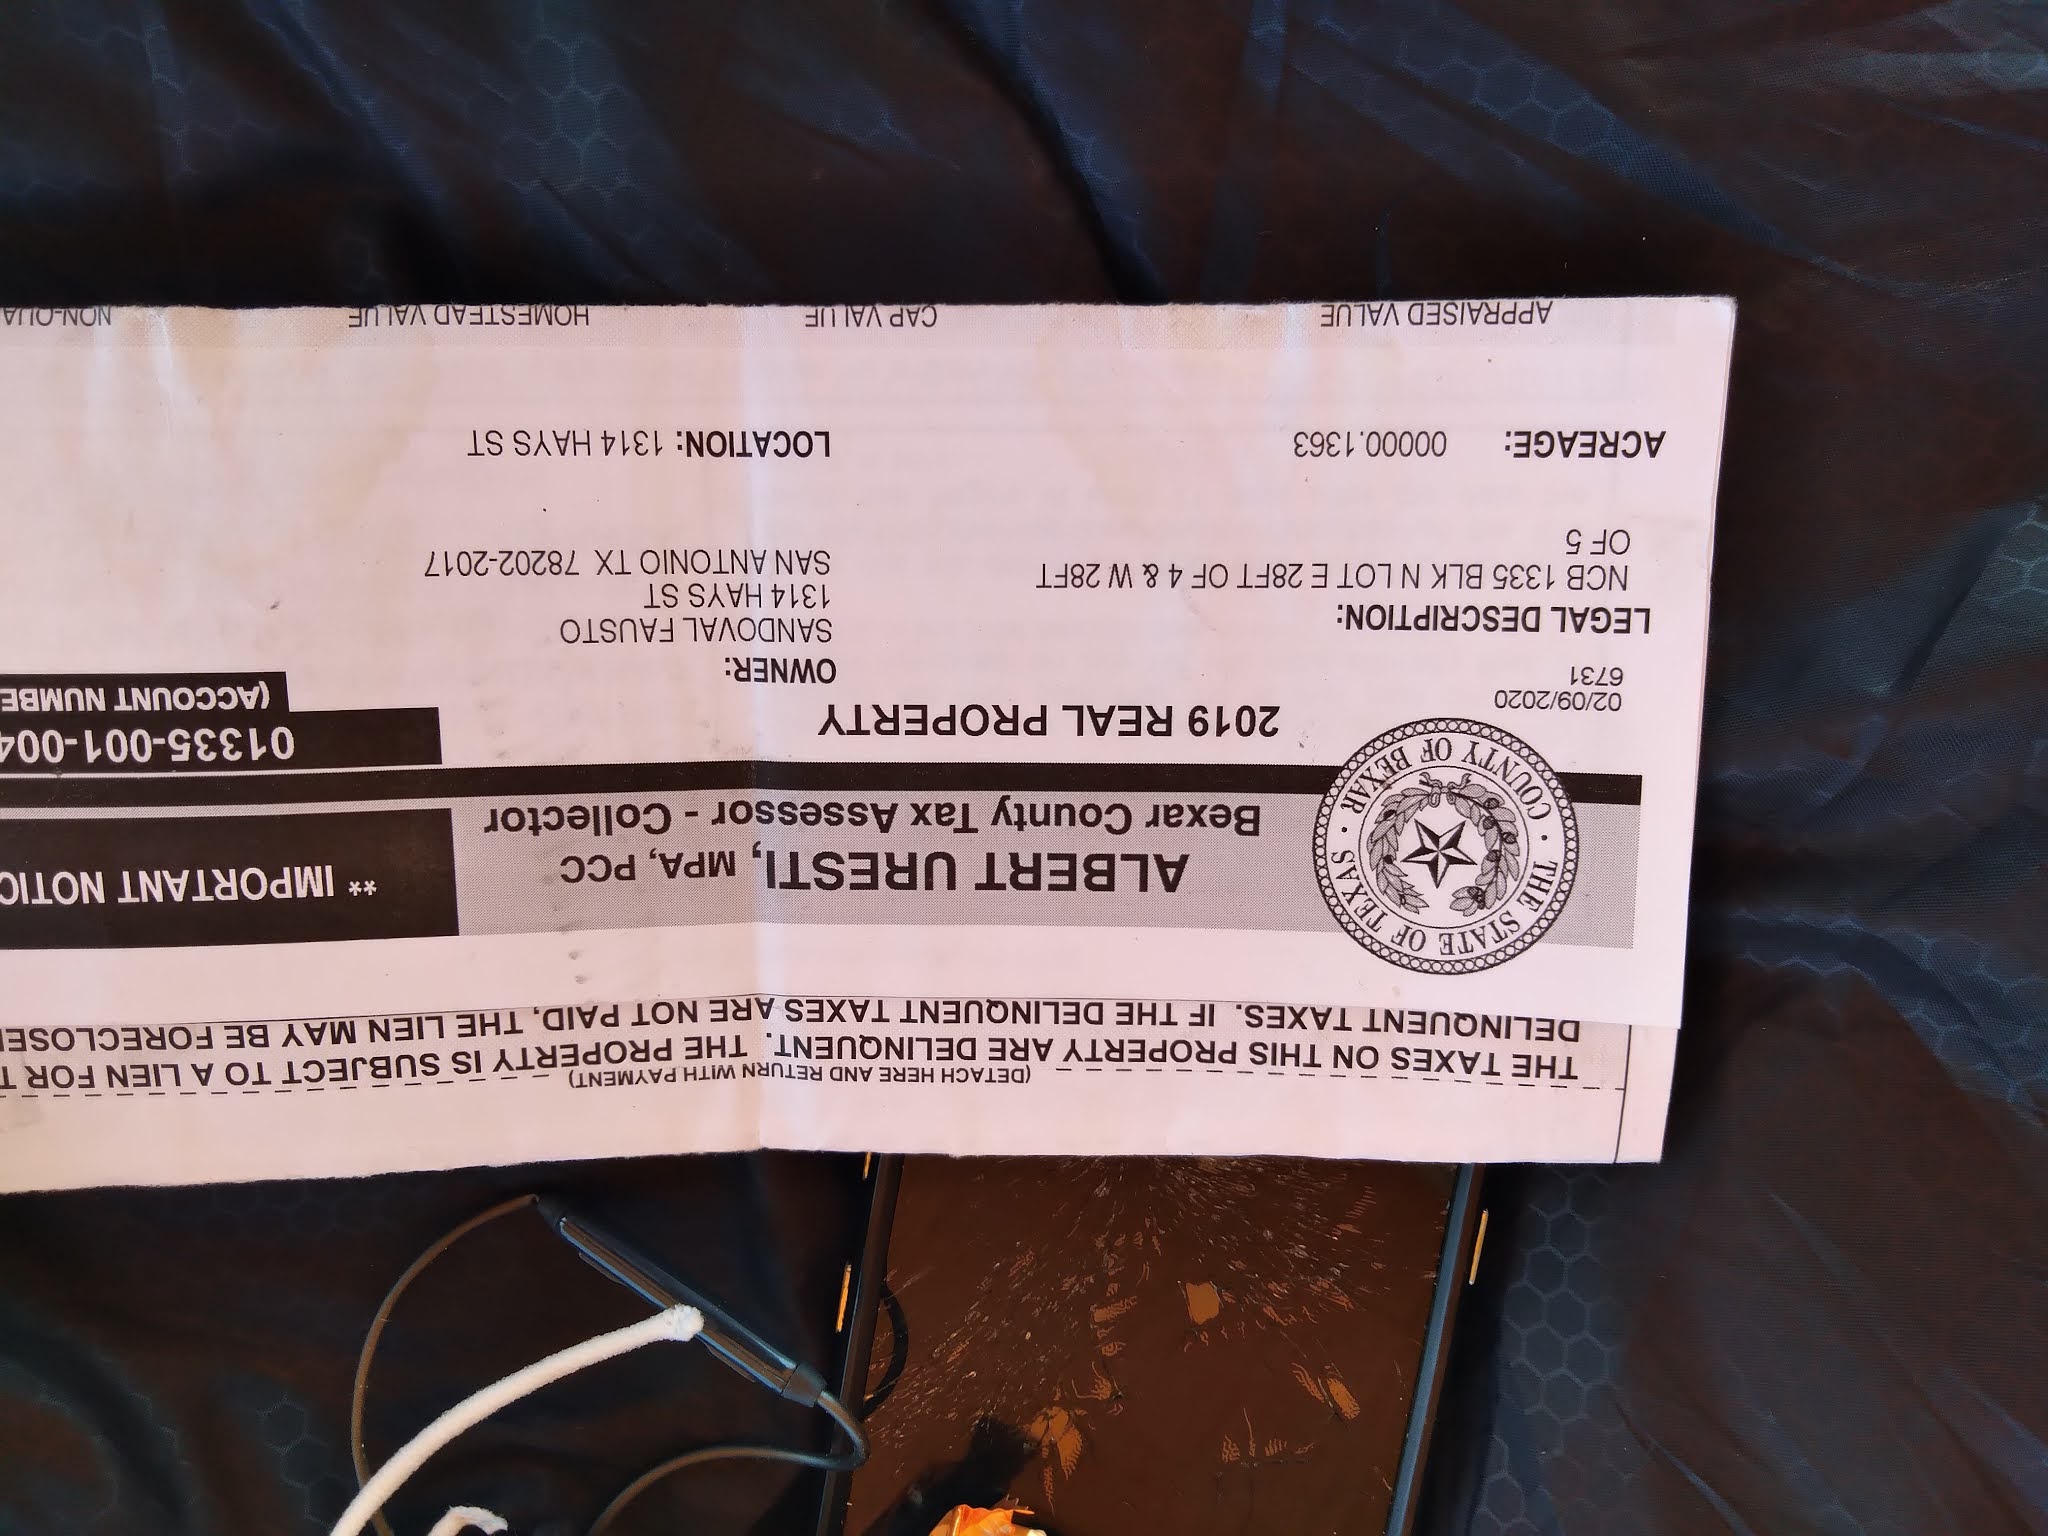 THE TAXES ON THIS PROPERTY ARE DELINQUENT. THE PROPERTY IS SUBJECT TO A LIEN FOR
DELINQUENT TAXES. IF THE DELINQUENT TAXES ARE NOT PAID, THE LIEN MAY BE
(DETACH HERE AND RETURN WITH PAYMENT)
THE STATE OF TEXAS · COUNTY OF BEXAR ·
ALBERT URESTI, MPA, PCC
Bexar County Tax Assessor - Collector
** IMPORTANT
2019 REAL PROPERTY
01335-001-004
(ACCOUNT
02/09/2020
6731
LEGAL DESCRIPTION:
NCB 1335 BLK N LOT E 28FT OF 4 & W 28FT
OF 5
OWNER:
SANDOVAL FAUSTO
1314 HAYS ST
SAN ANTONIO TX 78202-2017
ACREAGE: 00000.1363
LOCATION: 1314 HAYS ST
APPRAISED VALUE
CAP VALUE
HOMESTEAD VALUE